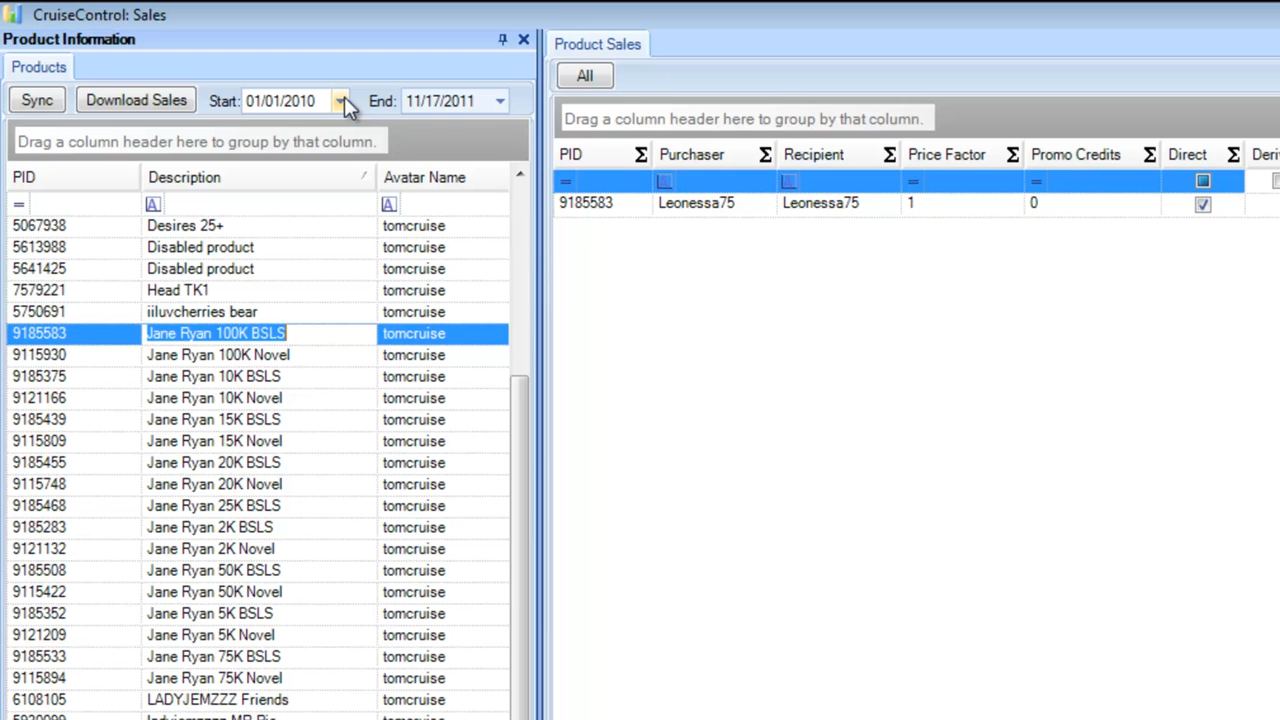 CruiseControl: Sales
Product Information
Products
Sync Download Sales Start: 01/01/2010 End: 11/17/2011
Drag a column header here to group by that column.
PID Description Avatar Name
= A A
5067938 Desires 25+ tomcruise
5613988 Disabled product tomcruise
5641425 Disabled product tomcruise
7579221 Head TK1 tomcruise
5750691 iiluvcherries bear tomcruise
9185583 Jane Ryan 100K BSLS tomcruise
9115930 Jane Ryan 100K Novel tomcruise
9185375 Jane Ryan 10K BSLS tomcruise
9121166 Jane Ryan 10K Novel tomcruise
9185439 Jane Ryan 15K BSLS tomcruise
9115809 Jane Ryan 15K Novel tomcruise
9185455 Jane Ryan 20K BSLS tomcruise
9115748 Jane Ryan 20K Novel tomcruise
9185468 Jane Ryan 25K BSLS tomcruise
9185283 Jane Ryan 2K BSLS tomcruise
9121132 Jane Ryan 2K Novel tomcruise
9185508 Jane Ryan 50K BSLS tomcruise
9115422 Jane Ryan 50K Novel tomcruise
9185352 Jane Ryan 5K BSLS tomcruise
9121209 Jane Ryan 5K Novel tomcruise
9185533 Jane Ryan 75K BSLS tomcruise
9115894 Jane Ryan 75K Novel tomcruise
6108105 LADYJEMZZZ Friends tomcruise
Product Sales
All
Drag a column header here to group by that column.
PID Σ Purchaser Σ Recipient Σ Price Factor Σ Promo Credits Σ Direct Σ Deri
= A A = =
9185583 Leonessa75 Leonessa75 1 0